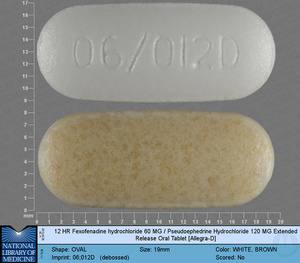 06/012D
12 HR Fexofenadine hydrochloride 60 MG / Pseudoephedrine Hydrochloride 120 MG Extended
Release Oral Tablet [Allegra-D]
NATIONAL
LIBRARY OF
MEDICINE
Shape: OVAL
Size: 19mm
Color: WHITE, BROWN
Imprint: 06;012D (debossed)
Scored: No